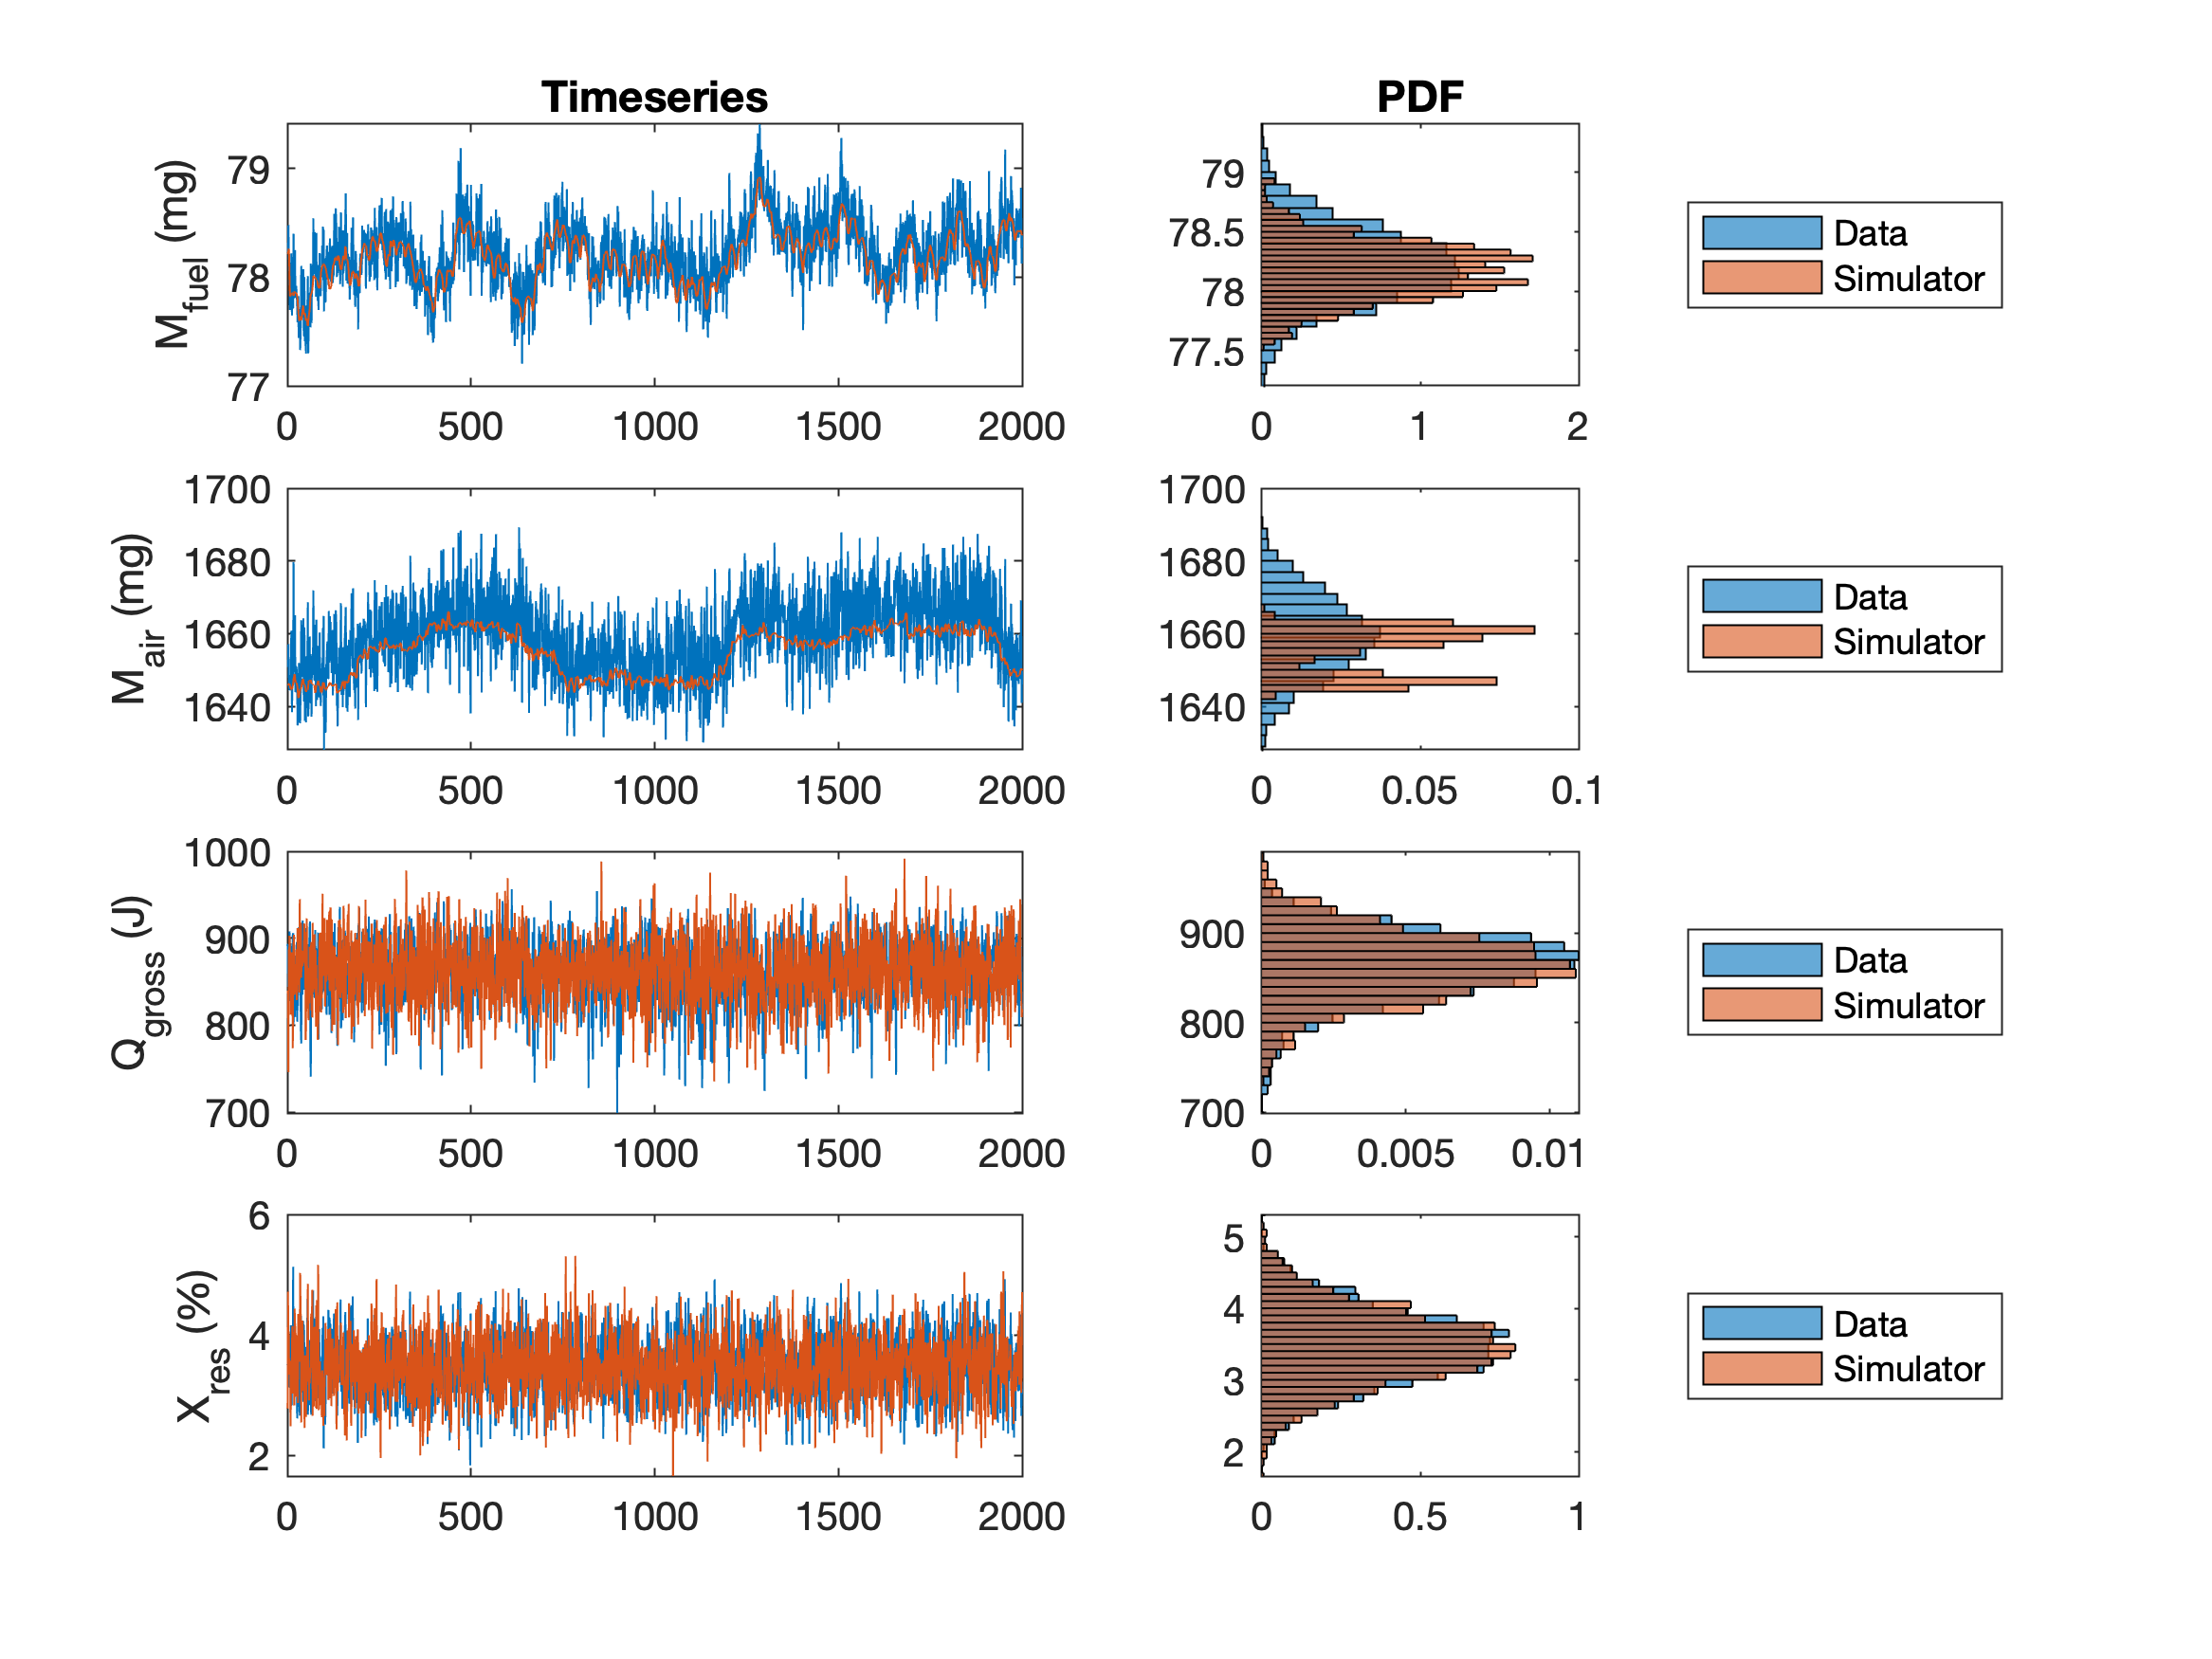 Timeseries
PDF
M_fuel (mg)
79
78
77
0 500 1000 1500 2000
79
78.5
78
77.5
0 1 2
Data
Simulator
M_air (mg)
1700
1680
1660
1640
0 500 1000 1500 2000
1700
1680
1660
1640
0 0.05 0.1
Data
Simulator
Q_gross (J)
1000
900
800
700
0 500 1000 1500 2000
900
800
700
0 0.005 0.01
Data
Simulator
X_res (%)
6
4
2
0 500 1000 1500 2000
5
4
3
2
0 0.5 1
Data
Simulator